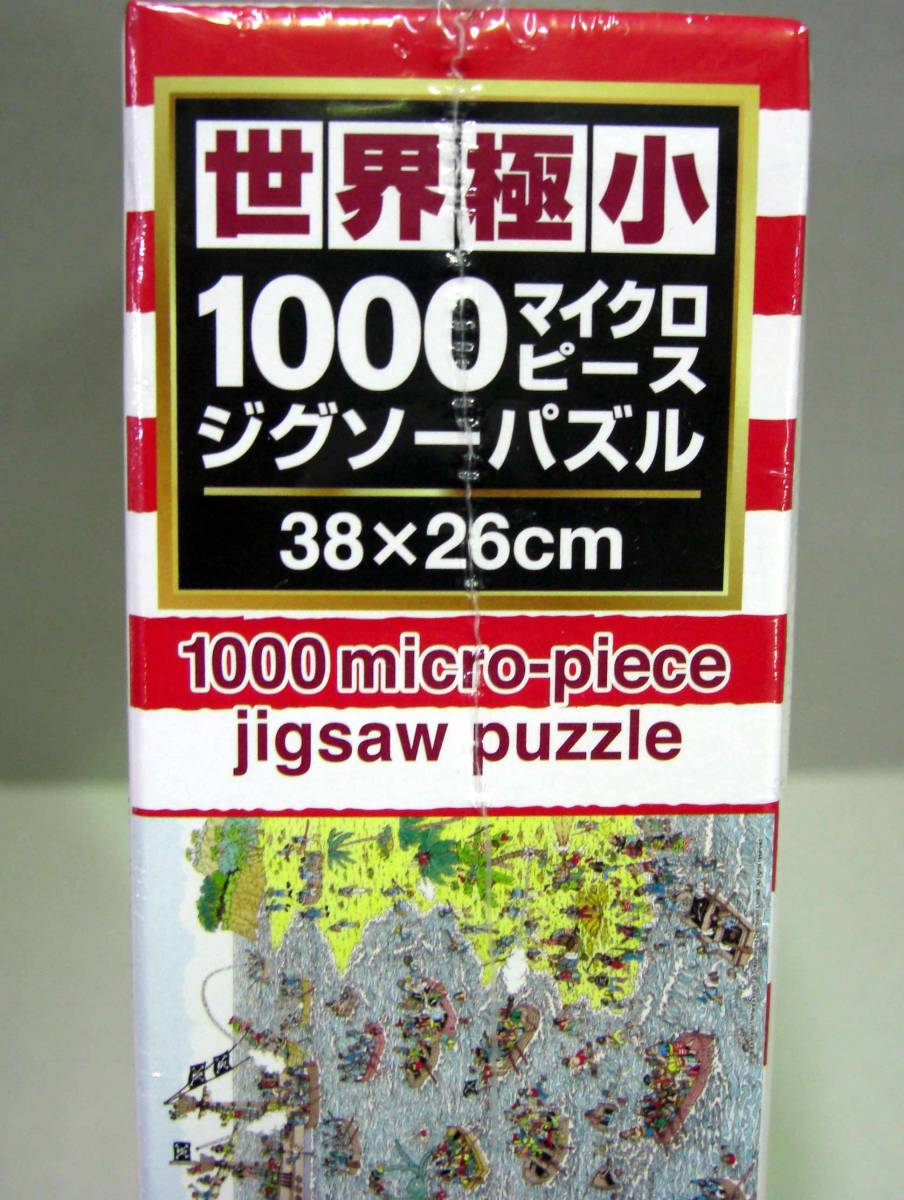 世界極小
1000マイクロピース
ジグソーパズル
38×26cm
1000 micro-piece
jigsaw puzzle